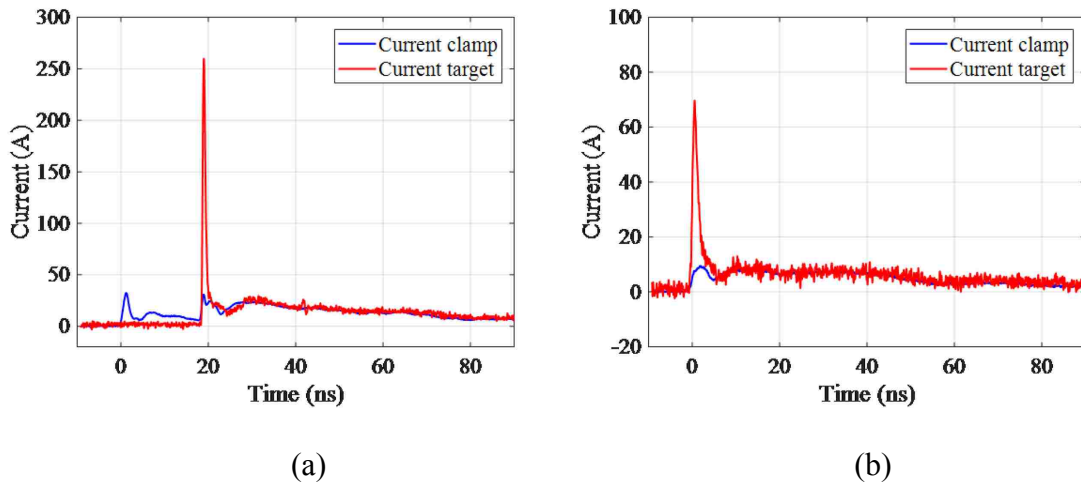 300
250
200
150
100
50
0
Current (A)
Current clamp
Current target
0 20 40 60 80
Time (ns)
(a)
100
80
60
40
20
0
-20
Current (A)
Current clamp
Current target
0 20 40 60 80
Time (ns)
(b)